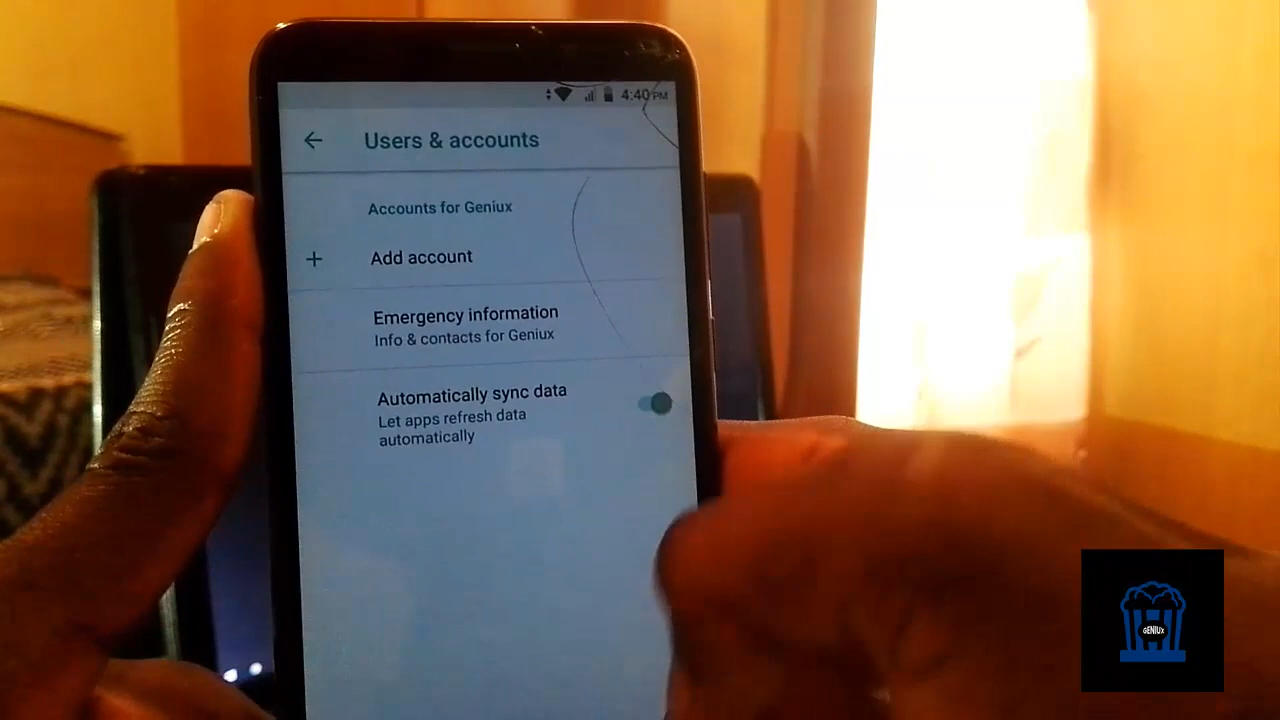 4:40 PM
Users & accounts
Accounts for Geniux
Add account
Emergency information
Info & contacts for Geniux
Automatically sync data
Let apps refresh data
automatically
GENIUX